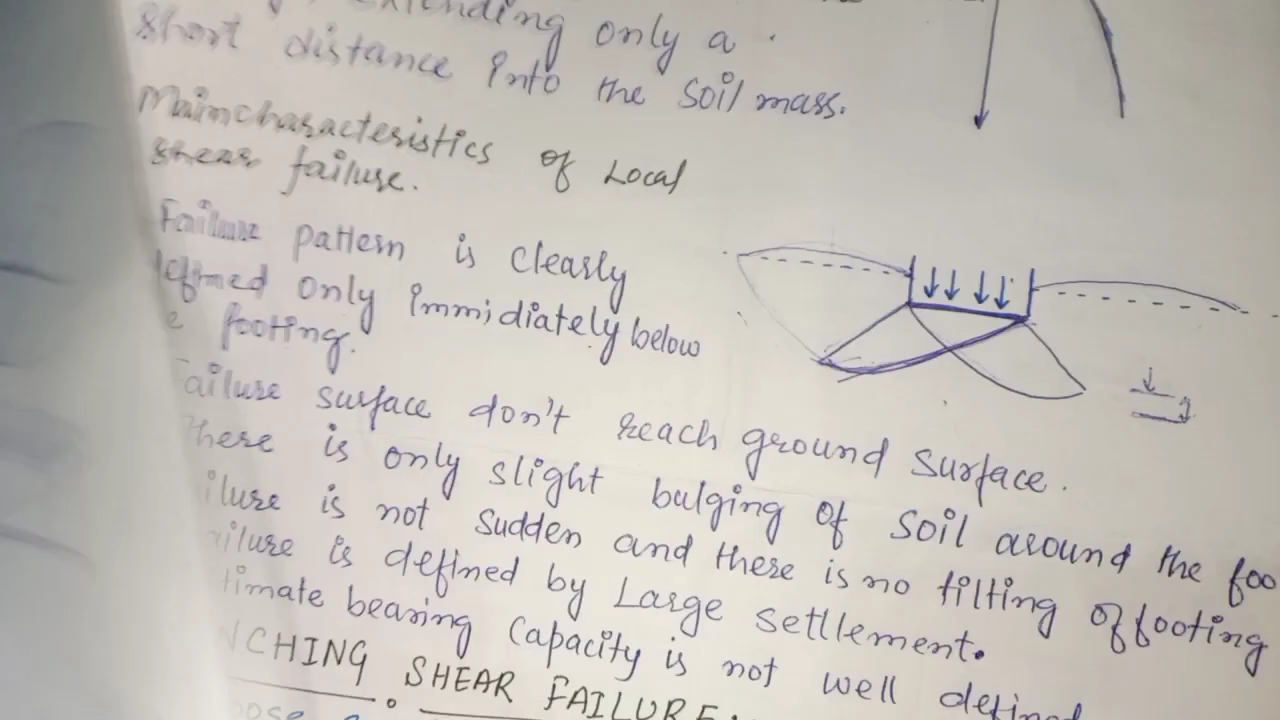 extending only a
short distance into the soil mass.
Main characteristics of Local
shear failure.
Failure pattern is clearly
defined only immidiately below
e footing.
Failure surface don't reach ground surface.
There is only slight bulging of soil around the foo
ilure is not sudden and there is no tilting of footing
ailure is defined by Large setllement.
timate bearing capacity is not well defined
NCHING SHEAR FAILURE: